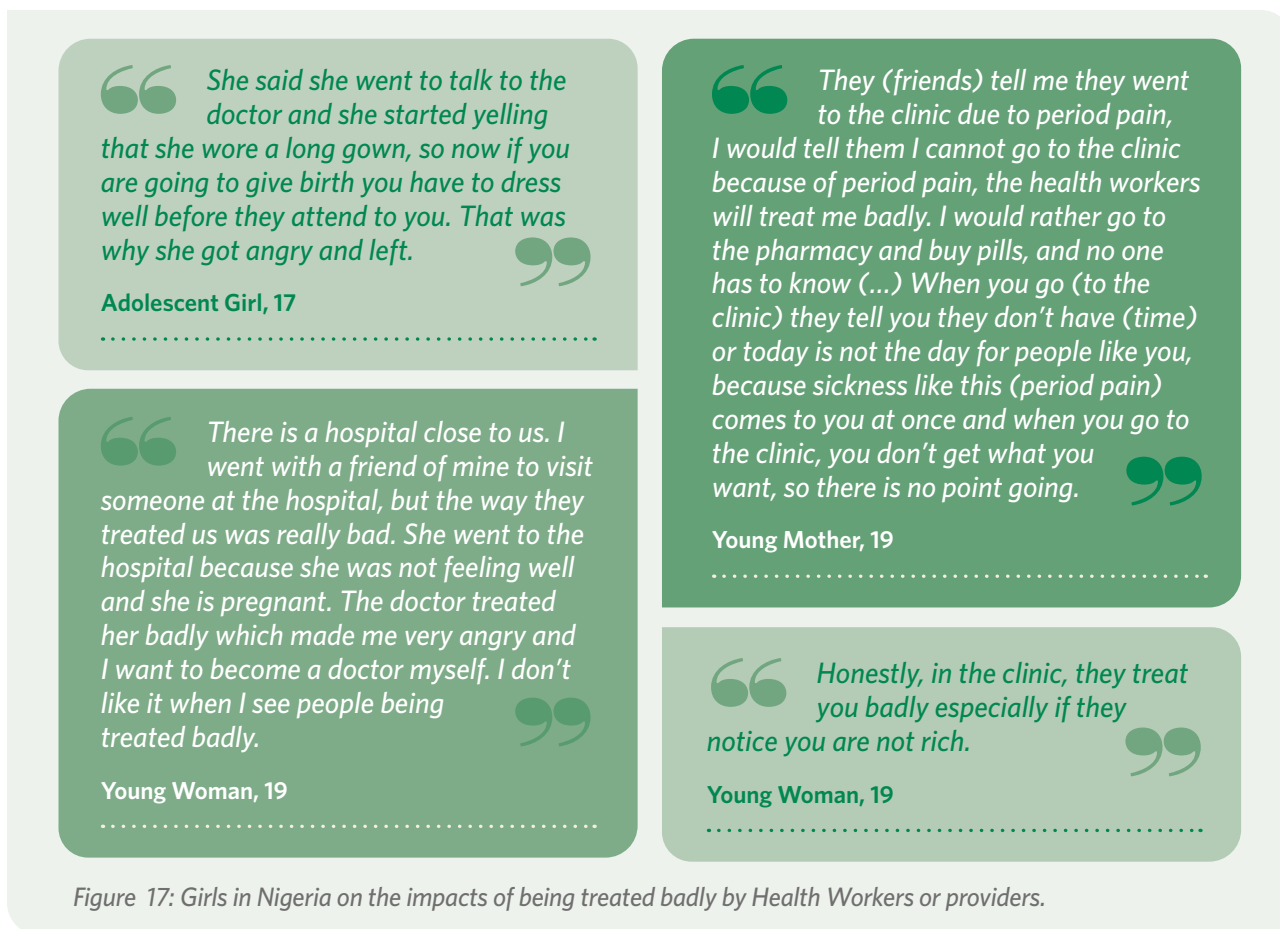 “ She said she went to talk to the
doctor and she started yelling
that she wore a long gown, so now if you
are going to give birth you have to dress
well before they attend to you. That was
why she got angry and left. ”
Adolescent Girl, 17
“ There is a hospital close to us. I
went with a friend of mine to visit
someone at the hospital, but the way they
treated us was really bad. She went to the
hospital because she was not feeling well
and she is pregnant. The doctor treated
her badly which made me very angry and
I want to become a doctor myself. I don’t
like it when I see people being
treated badly. ”
Young Woman, 19
“ They (friends) tell me they went
to the clinic due to period pain,
I would tell them I cannot go to the clinic
because of period pain, the health workers
will treat me badly. I would rather go to
the pharmacy and buy pills, and no one
has to know (...) When you go (to the
clinic) they tell you they don’t have (time)
or today is not the day for people like you,
because sickness like this (period pain)
comes to you at once and when you go to
the clinic, you don’t get what you
want, so there is no point going. ”
Young Mother, 19
“ Honestly, in the clinic, they treat
you badly especially if they
notice you are not rich. ”
Young Woman, 19
Figure 17: Girls in Nigeria on the impacts of being treated badly by Health Workers or providers.